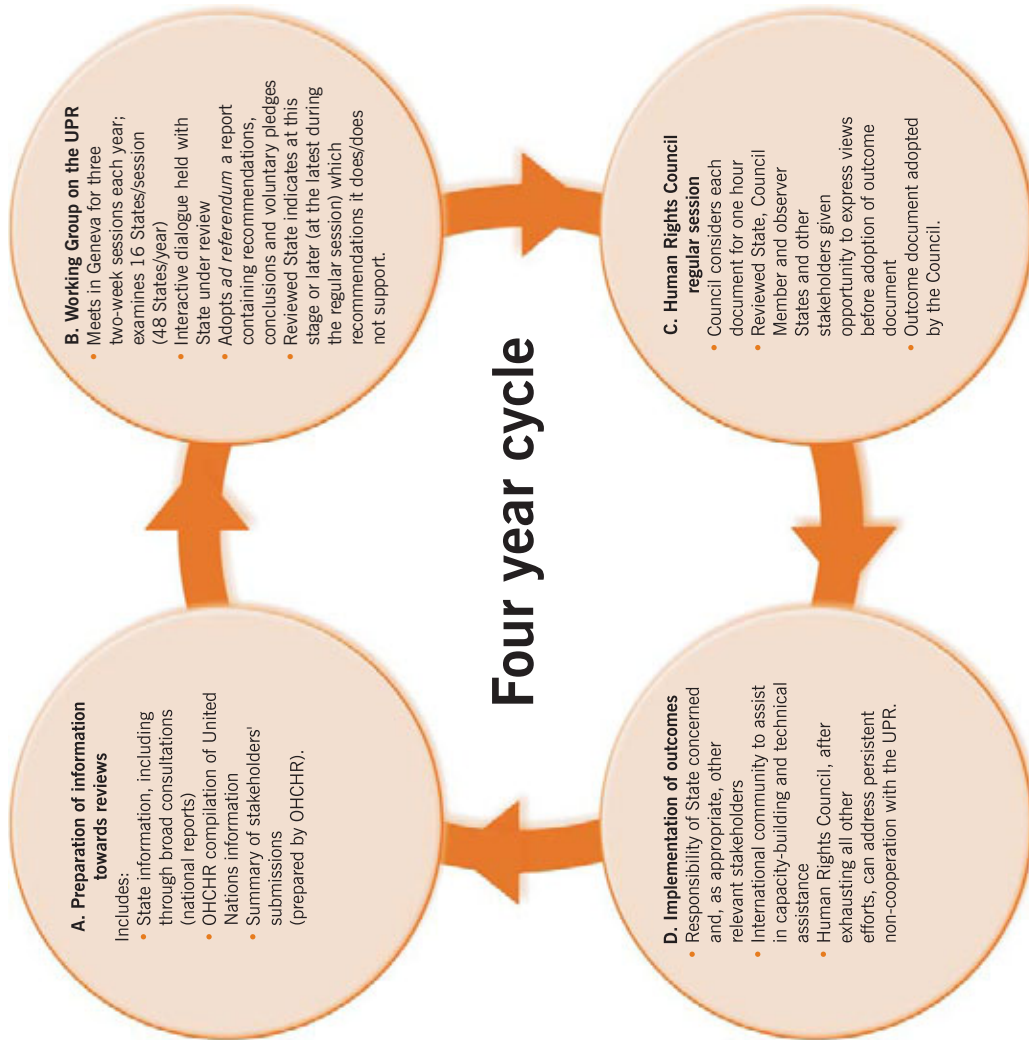 A. Preparation of information
towards reviews
Includes:
• State information, including
through broad consultations
(national reports)
• OHCHR compilation of United
Nations information
• Summary of stakeholders'
submissions
(prepared by OHCHR).
B. Working Group on the UPR
• Meets in Geneva for three
two-week sessions each year;
examines 16 States/session
(48 States/year)
• Interactive dialogue held with
State under review
• Adopts ad referendum a report
containing recommendations,
conclusions and voluntary pledges
• Reviewed State indicates at this
stage or later (at the latest during
the regular session) which
recommendations it does/does
not support.
Four year cycle
C. Human Rights Council
regular session
• Council considers each
document for one hour
• Reviewed State, Council
Member and observer
States and other
stakeholders given
opportunity to express views
before adoption of outcome
document
• Outcome document adopted
by the Council.
D. Implementation of outcomes
• Responsibility of State concerned
and, as appropriate, other
relevant stakeholders
• International community to assist
in capacity-building and technical
assistance
• Human Rights Council, after
exhausting all other
efforts, can address persistent
non-cooperation with the UPR.